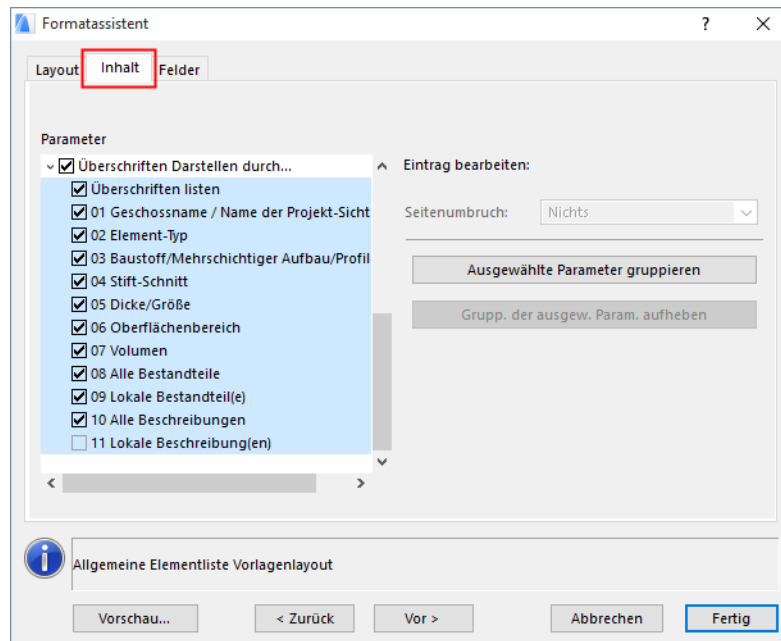 Formatassistent
Layout Inhalt Felder
Parameter
Überschriften Darstellen durch...
Überschriften listen
01 Geschossname / Name der Projekt-Sicht
02 Element-Typ
03 Baustoff/Mehrschichtiger Aufbau/Profil
04 Stift-Schnitt
05 Dicke/Größe
06 Oberflächenbereich
07 Volumen
08 Alle Bestandteile
09 Lokale Bestandteil(e)
10 Alle Beschreibungen
11 Lokale Beschreibung(en)
Eintrag bearbeiten:
Seitenumbruch: Nichts
Ausgewählte Parameter gruppieren
Grupp. der ausgew. Param. aufheben
Allgemeine Elementliste Vorlagenlayout
Vorschau... < Zurück Vor > Abbrechen Fertig